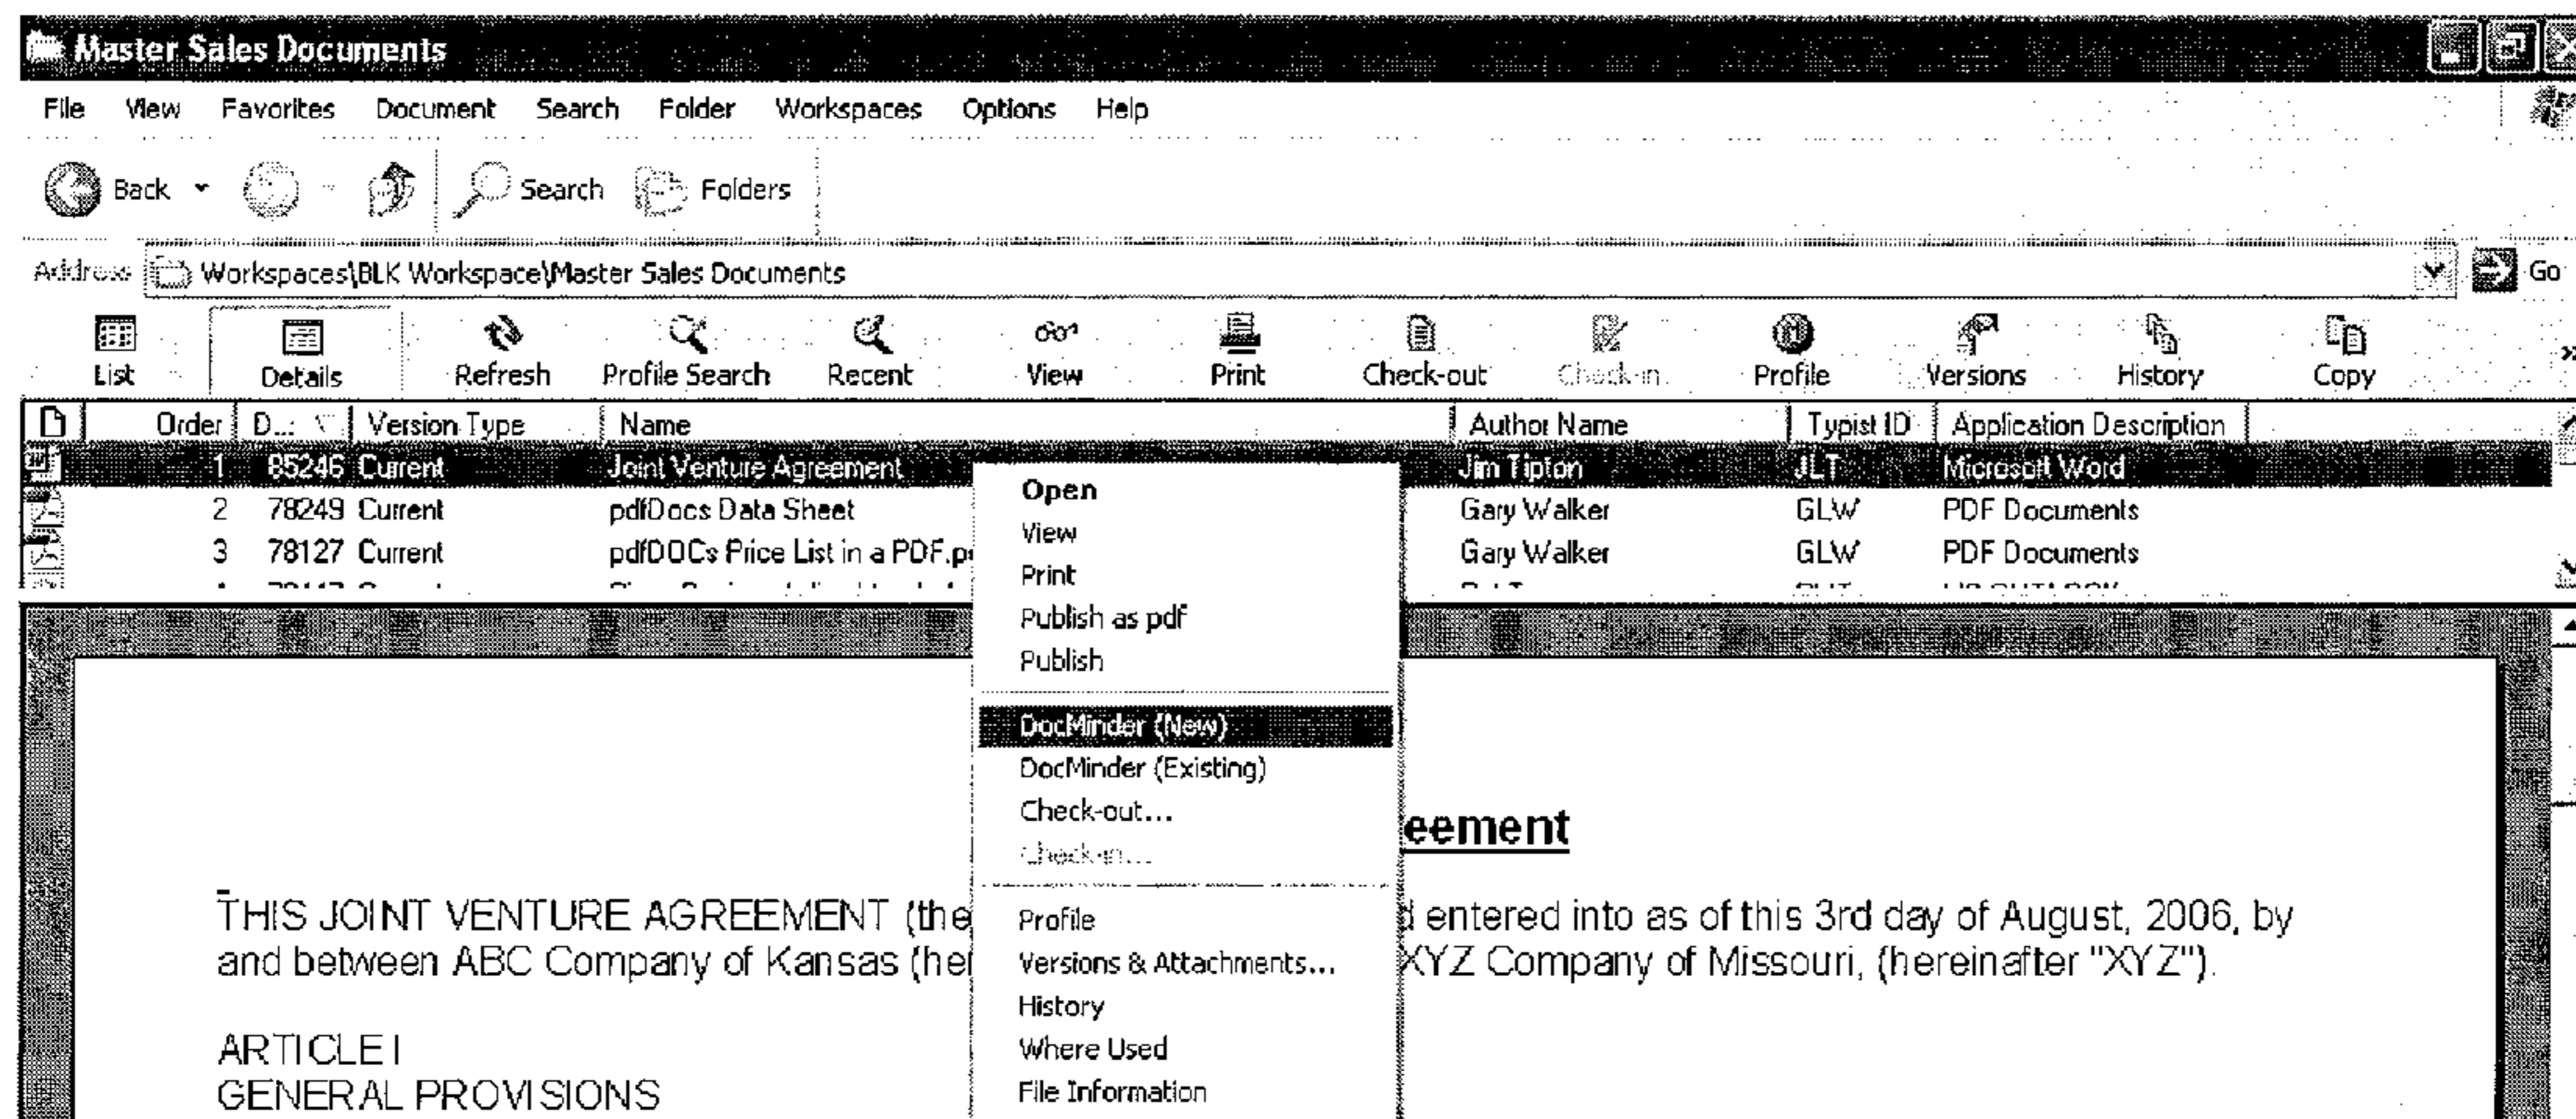 Master Sales Documents
File View Favorites Document Search Folder Workspaces Options Help
Back Search Folders
Address Workspaces\BLK Workspace\Master Sales Documents Go
List Details Refresh Profile Search Recent View Print Check-out Check-in Profile Versions History Copy »
Order D... Version Type Name Author Name Typist ID Application Description
1 85246 Current Joint Venture Agreement Jim Tipton JLT Microsoft Word
2 78249 Current pdfDocs Data Sheet Gary Walker GLW PDF Documents
3 78127 Current pdfDOCs Price List in a PDF.p Gary Walker GLW PDF Documents
Open
View
Print
Publish as pdf
Publish
DocMinder (New)
DocMinder (Existing)
Check-out...
Check-in...
Profile
Versions & Attachments...
History
Where Used
File Information
eement
THIS JOINT VENTURE AGREEMENT (the d entered into as of this 3rd day of August, 2006, by
and between ABC Company of Kansas (her XYZ Company of Missouri, (hereinafter "XYZ").
ARTICLE I
GENERAL PROVISIONS